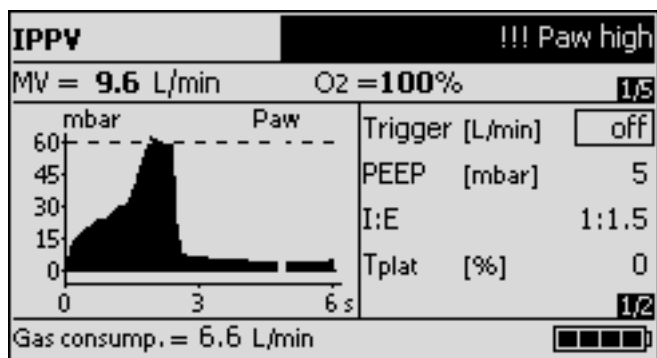 IPPV !!! Paw high
MV = 9.6 L/min O2 =100% 1/5
mbar Paw
60
45
30
15
0
0 3 6 s
Trigger [L/min] off
PEEP [mbar] 5
I:E 1:1.5
Tplat [%] 0
1/2
Gas consump. = 6.6 L/min